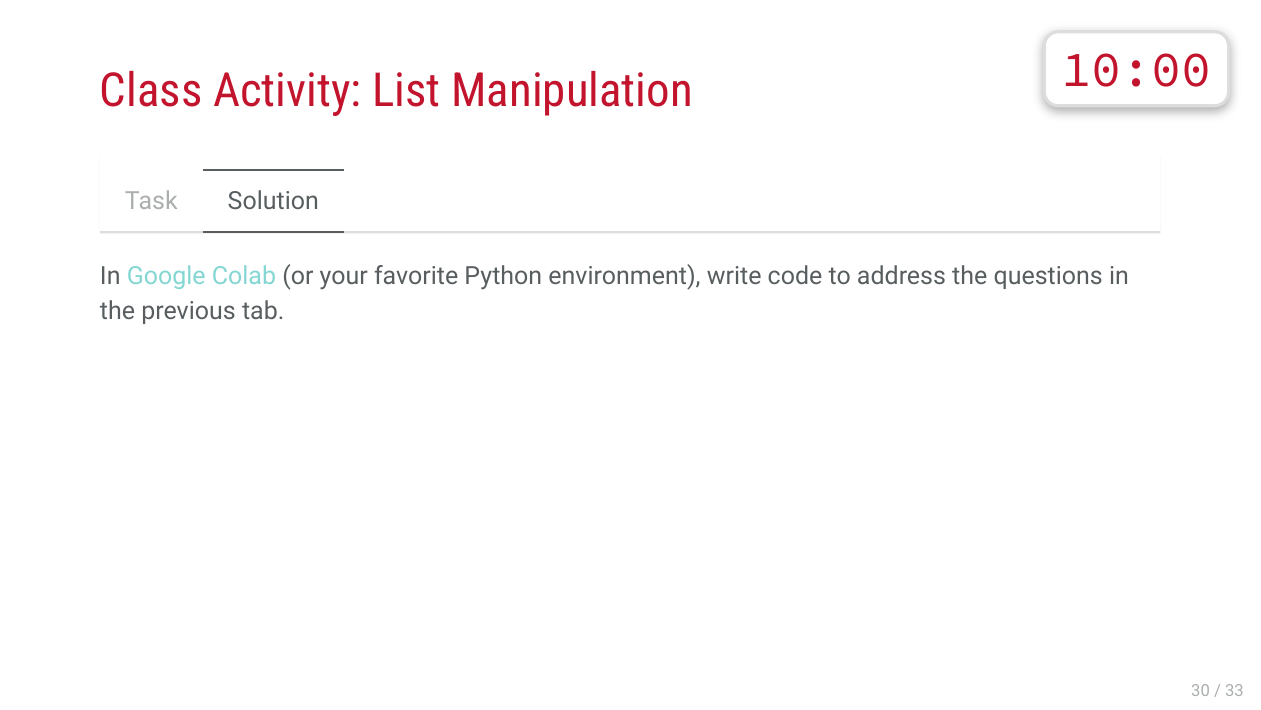 Class Activity: List Manipulation
10:00
Task
Solution
In Google Colab (or your favorite Python environment), write code to address the questions in
the previous tab.
30 / 33